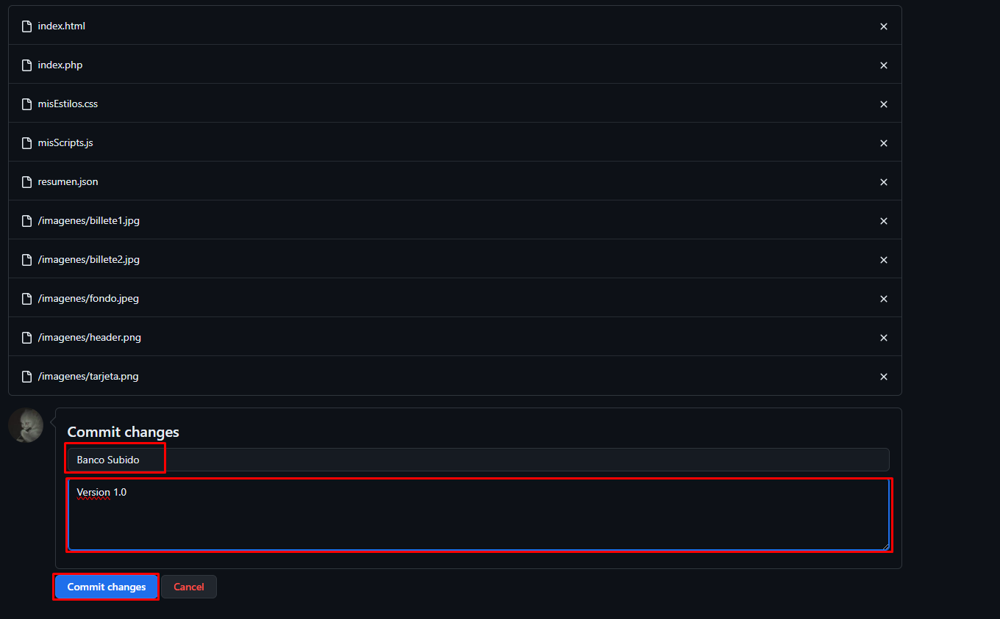 index.html
index.php
misEstilos.css
misScripts.js
resumen.json
/imagenes/billete1.jpg
/imagenes/billete2.jpg
/imagenes/fondo.jpeg
/imagenes/header.png
/imagenes/tarjeta.png
Commit changes
Banco Subido
Version 1.0
Commit changes Cancel